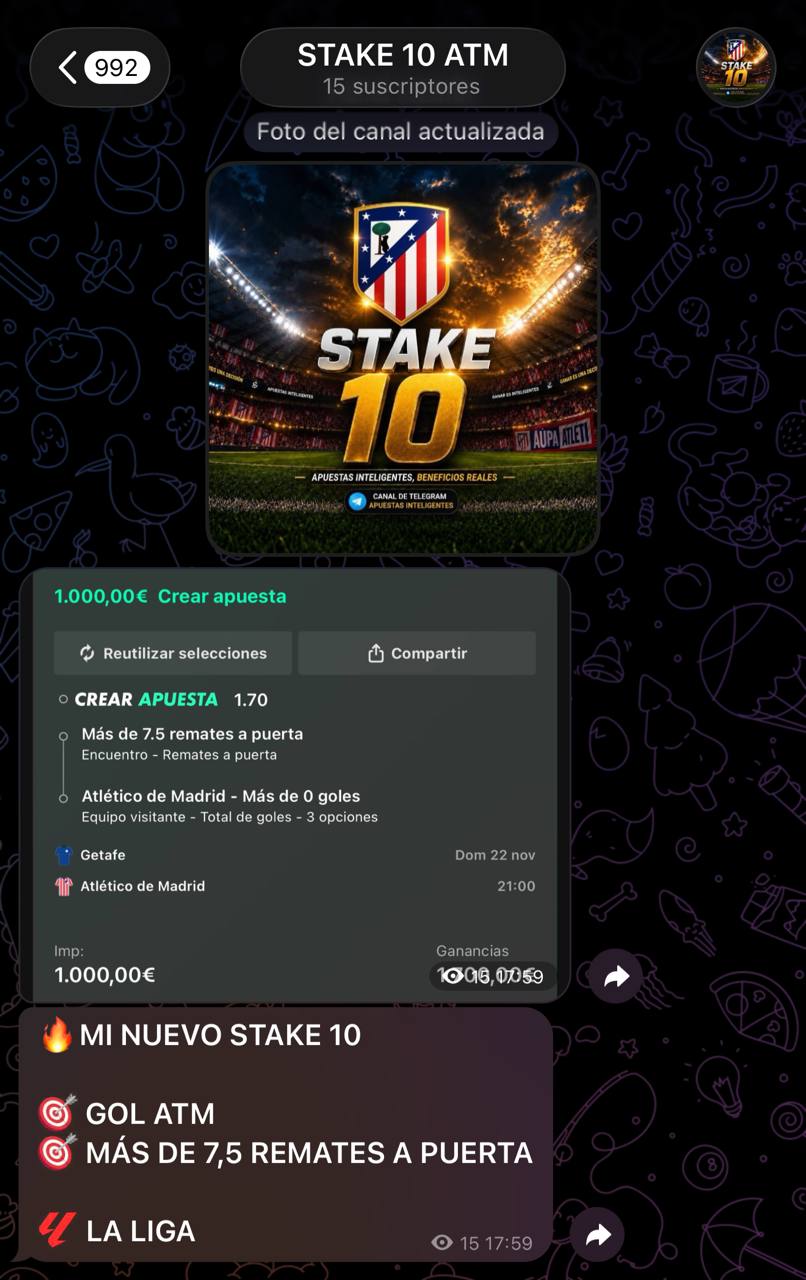 992
STAKE 10 ATM
15 suscriptores
STAKE
10
Foto del canal actualizada
STAKE
10
APUESTAS INTELIGENTES
AUPA ATLETI
APUESTAS INTELIGENTES, BENEFICIOS REALES
CANAL DE TELEGRAM
APUESTAS INTELIGENTES
1.000,00€ Crear apuesta
Reutilizar selecciones
Compartir
CREAR APUESTA 1.70
Más de 7.5 remates a puerta
Encuentro - Remates a puerta
Atlético de Madrid - Más de 0 goles
Equipo visitante - Total de goles - 3 opciones
Getafe Dom 22 nov
Atlético de Madrid 21:00
Imp: Ganancias
1.000,00€
15 17:59
🔥 MI NUEVO STAKE 10
🎯 GOL ATM
🎯 MÁS DE 7,5 REMATES A PUERTA
LA LIGA
15 17:59